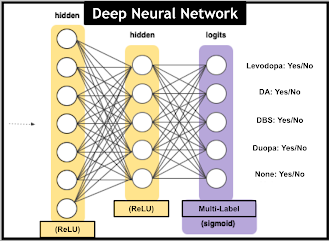 Deep Neural Network
hidden
hidden
logits
Levodopa: Yes/No
DA: Yes/No
DBS: Yes/No
Duopa: Yes/No
None: Yes/No
(ReLU)
(ReLU)
Multi-Label
(sigmoid)